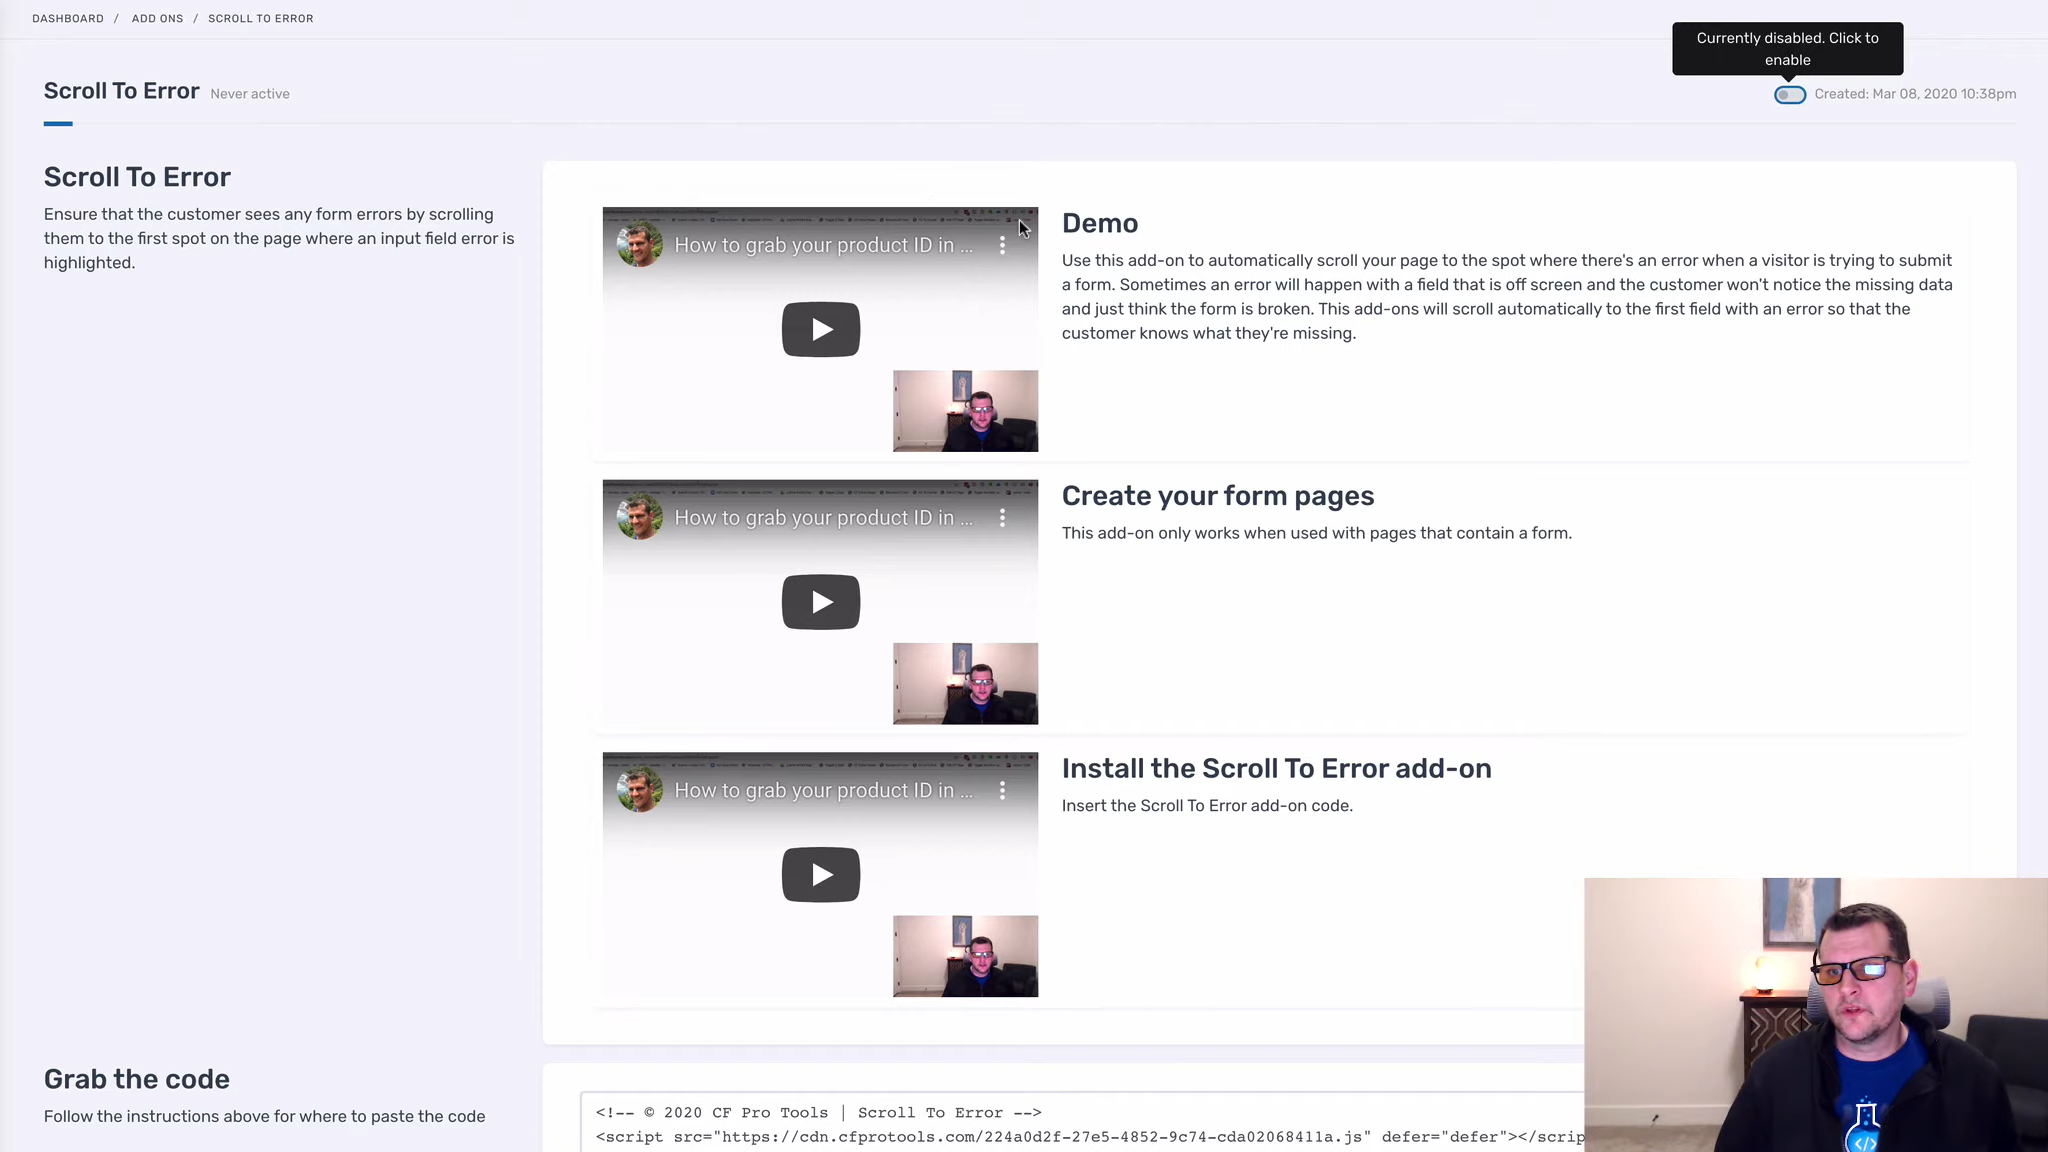 DASHBOARD / ADD ONS / SCROLL TO ERROR
Currently disabled. Click to
enable
Scroll To Error Never active
Created: Mar 08, 2020 10:38pm
Scroll To Error
Ensure that the customer sees any form errors by scrolling
them to the first spot on the page where an input field error is
highlighted.
How to grab your product ID in ...
Demo
Use this add-on to automatically scroll your page to the spot where there's an error when a visitor is trying to submit
a form. Sometimes an error will happen with a field that is off screen and the customer won't notice the missing data
and just think the form is broken. This add-ons will scroll automatically to the first field with an error so that the
customer knows what they're missing.
How to grab your product ID in ...
Create your form pages
This add-on only works when used with pages that contain a form.
How to grab your product ID in ...
Install the Scroll To Error add-on
Insert the Scroll To Error add-on code.
Grab the code
Follow the instructions above for where to paste the code
<!-- © 2020 CF Pro Tools | Scroll To Error -->
<script src="https://cdn.cfprotools.com/224a0d2f-27e5-4852-9c74-cda02068411a.js" defer="defer"></scrip
</>